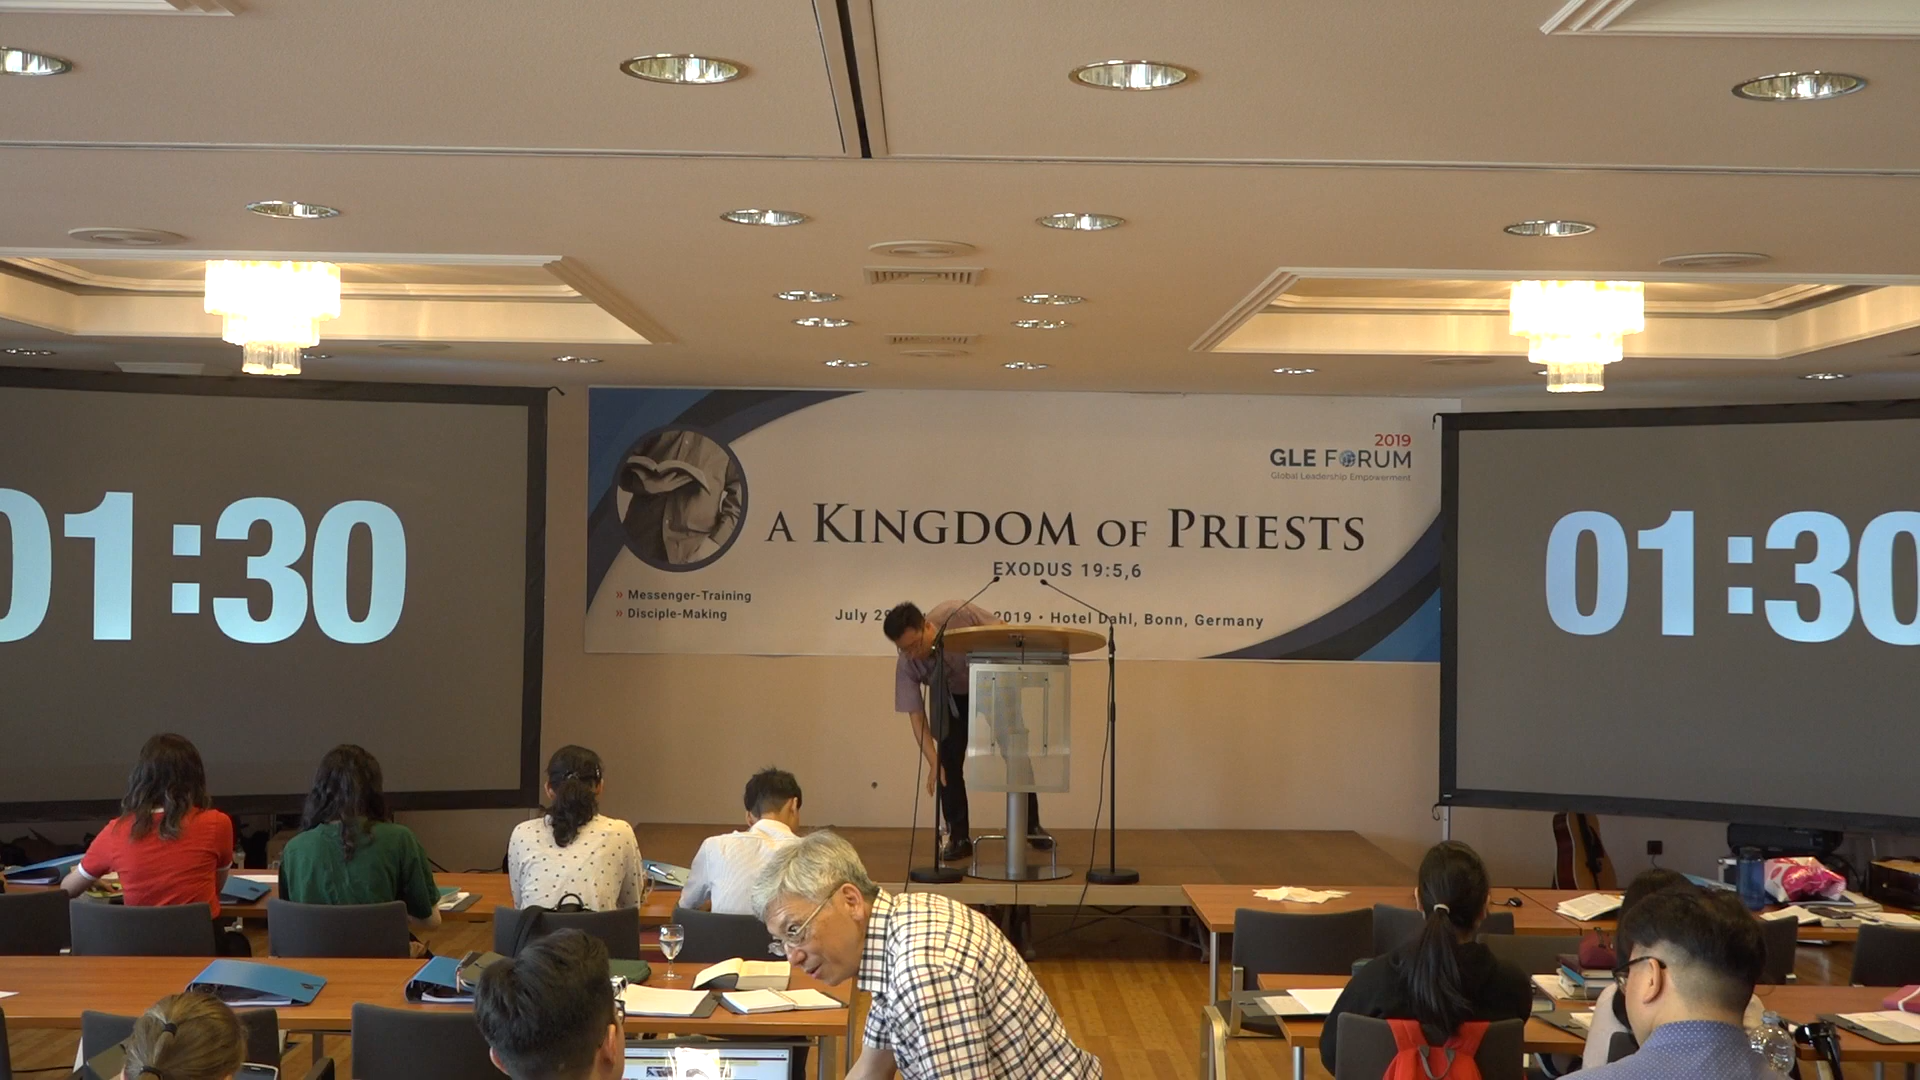 01:30
2019
GLE FORUM
Global Leadership Empowerment
A KINGDOM OF PRIESTS
EXODUS 19:5,6
» Messenger-Training
» Disciple-Making
July 2 2019 • Hotel Dahl, Bonn, Germany
01:30